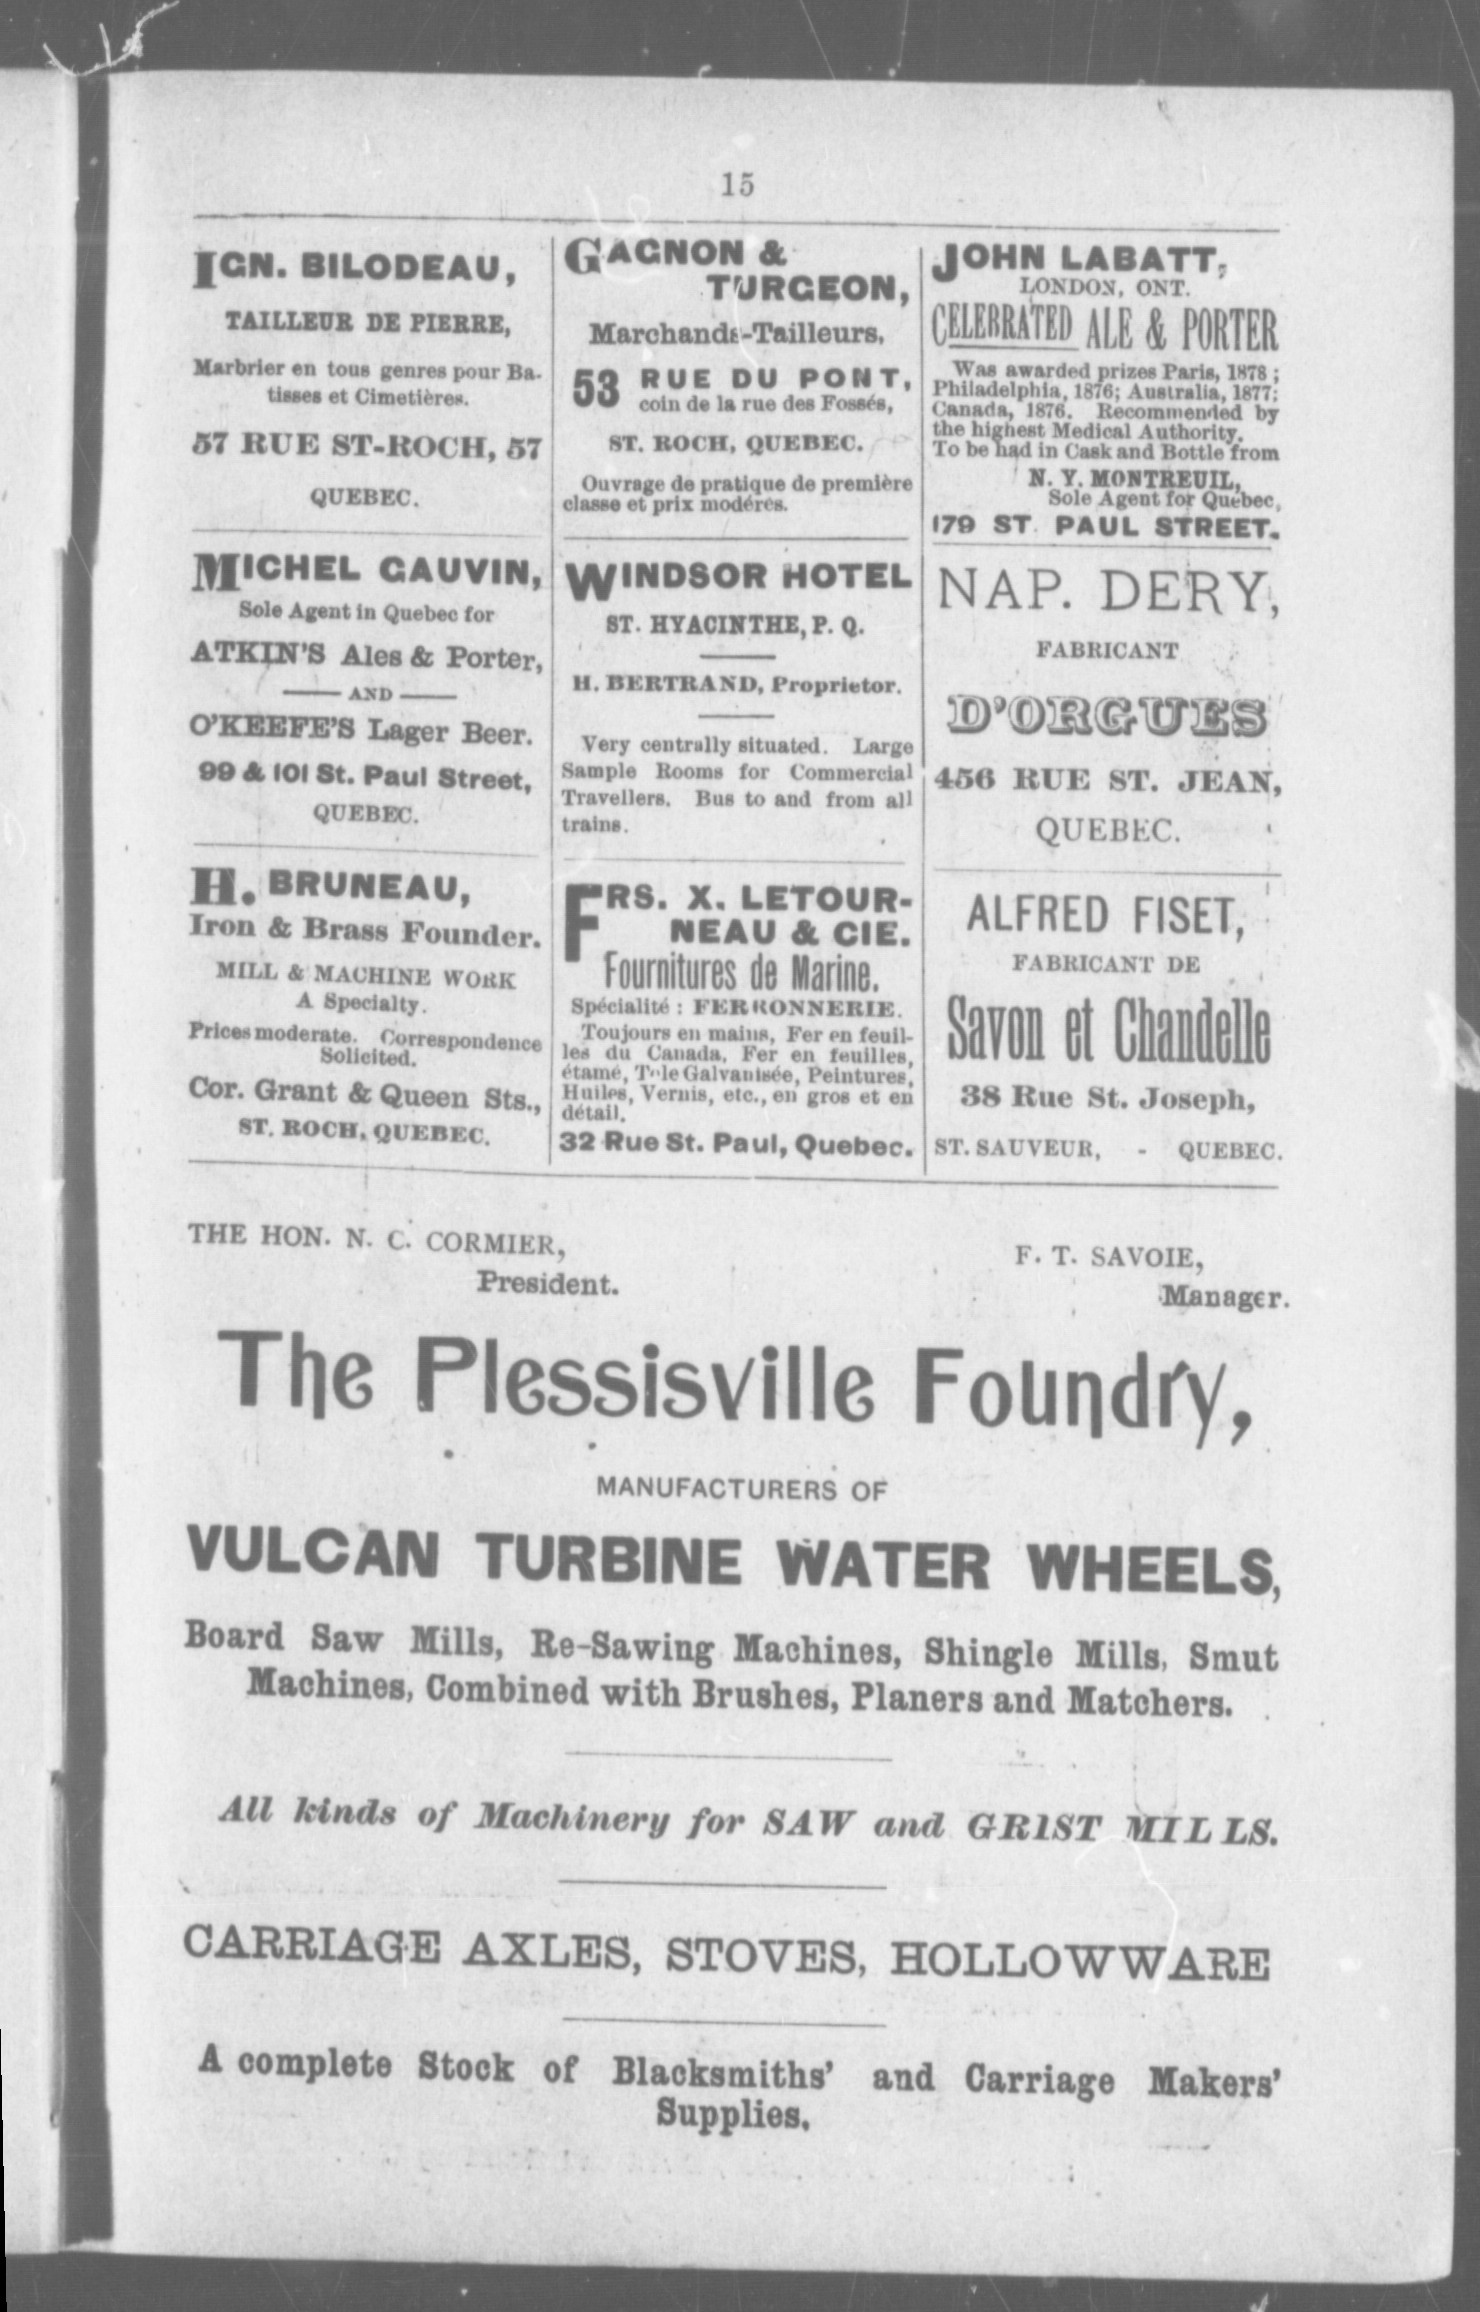 15
IGN. BILODEAU,
TAILLEUR DE PIERRE,
Marbrier en tous genres pour Ba-
tisses et Cimetières.
57 RUE ST-ROCH, 57
QUEBEC.
MICHEL GAUVIN,
Sole Agent in Quebec for
ATKIN'S Ales & Porter,
AND
O'KEEFE'S Lager Beer.
99 & 101 St. Paul Street,
QUEBEC.
H. BRUNEAU,
Iron & Brass Founder.
MILL & MACHINE WORK
A Specialty.
Prices moderate. Correspondence
Solicited.
Cor. Grant & Queen Sts.,
ST. ROCH, QUEBEC.
GAGNON &
TURGEON,
Marchands-Tailleurs,
53 RUE DU PONT,
coin de la rue des Fossés,
ST. ROCH, QUEBEC.
Ouvrage de pratique de première
classe et prix modérés.
WINDSOR HOTEL
ST. HYACINTHE, P. Q.
H. BERTRAND, Proprietor.
Very centrally situated. Large
Sample Rooms for Commercial
Travellers. Bus to and from all
trains.
FRS. X. LETOUR-
NEAU & CIE.
Fournitures de Marine.
Spécialité : FERRONNERIE.
Toujours en mains, Fer en feuil-
les du Canada, Fer en feuilles,
étamé, Tole Galvanisée, Peintures,
Huiles, Vernis, etc., en gros et en
détail.
32 Rue St. Paul, Quebec.
JOHN LABATT,
LONDON, ONT.
CELEBRATED ALE & PORTER
Was awarded prizes Paris, 1878 ;
Philadelphia, 1876; Australia, 1877;
Canada, 1876. Recommended by
the highest Medical Authority.
To be had in Cask and Bottle from
N. Y. MONTREUIL,
Sole Agent for Quebec,
179 ST. PAUL STREET.
NAP. DERY,
FABRICANT
D'ORGUES
456 RUE ST. JEAN,
QUEBEC.
ALFRED FISET,
FABRICANT DE
Savon et Chandelle
38 Rue St. Joseph,
ST. SAUVEUR, - QUEBEC.
THE HON. N. C. CORMIER,
President.
F. T. SAVOIE,
Manager.
The Plessisville Foundry,
MANUFACTURERS OF
VULCAN TURBINE WATER WHEELS,
Board Saw Mills, Re-Sawing Machines, Shingle Mills, Smut
Machines, Combined with Brushes, Planers and Matchers.
All kinds of Machinery for SAW and GRIST MILLS.
CARRIAGE AXLES, STOVES, HOLLOWWARE
A complete Stock of Blacksmiths' and Carriage Makers'
Supplies.